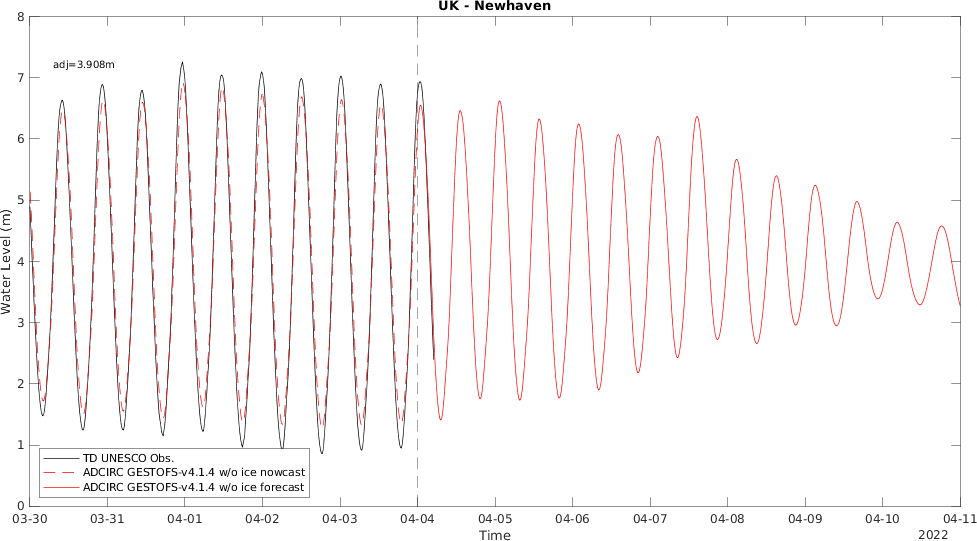 UK - Newhaven
8
adj=3.908m
7
6
5
4
3
2
1
0
Water Level (m)
TD UNESCO Obs.
ADCIRC GESTOFS-v4.1.4 w/o ice nowcast
ADCIRC GESTOFS-v4.1.4 w/o ice forecast
03-30 03-31 04-01 04-02 04-03 04-04 04-05 04-06 04-07 04-08 04-09 04-10 04-11
Time
2022